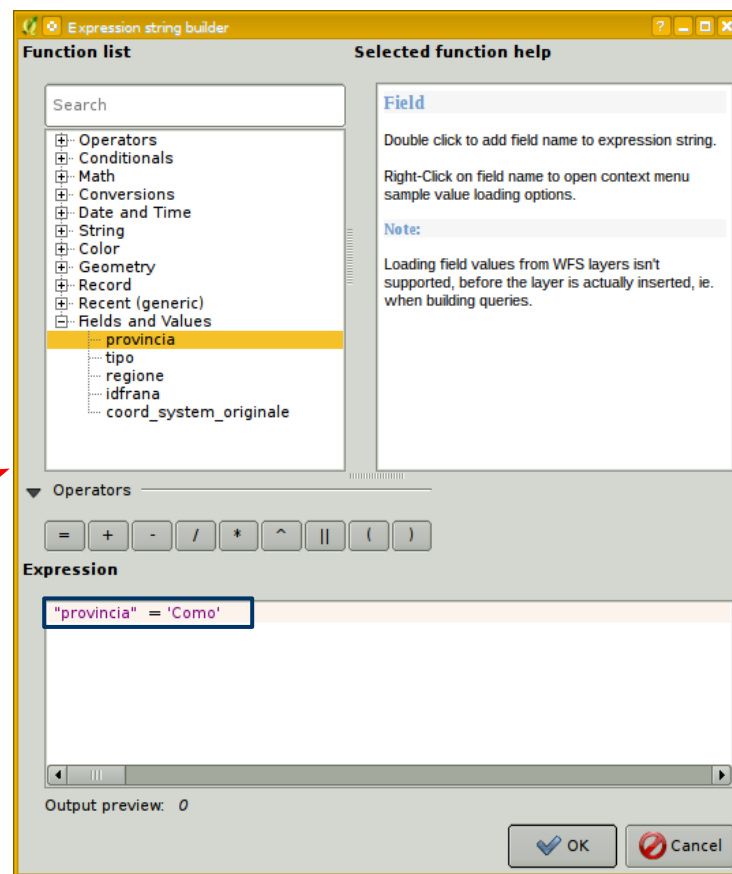 Expression string builder
Function list
Selected function help
Search
Operators
Conditionals
Math
Conversions
Date and Time
String
Color
Geometry
Record
Recent (generic)
Fields and Values
provincia
tipo
regione
idfrana
coord_system_originale
Field
Double click to add field name to expression string.
Right-Click on field name to open context menu
sample value loading options.
Note:
Loading field values from WFS layers isn't
supported, before the layer is actually inserted, ie.
when building queries.
Operators
= + - / * ^ || ( )
Expression
"provincia" = 'Como'
Output preview: 0
OK
Cancel